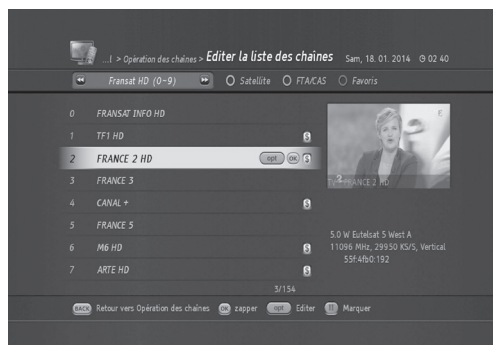 ...l > Opération des chaînes > Editer la liste des chaînes Sam, 18. 01. 2014 02 40
Fransat HD (0~9) Satellite FTA/CAS Favoris
0 FRANSAT INFO HD
1 TF1 HD $
2 FRANCE 2 HD opt OK $
3 FRANCE 3
4 CANAL + $
5 FRANCE 5
6 M6 HD $
7 ARTE HD $
3/154
2
FRANCE 2 HD
5.0 W Eutelsat 5 West A
11096 MHz, 29950 KS/S, Vertical
55f:4fb0:192
BACK Retour vers Opération des chaînes OK zapper opt Editer Marquer